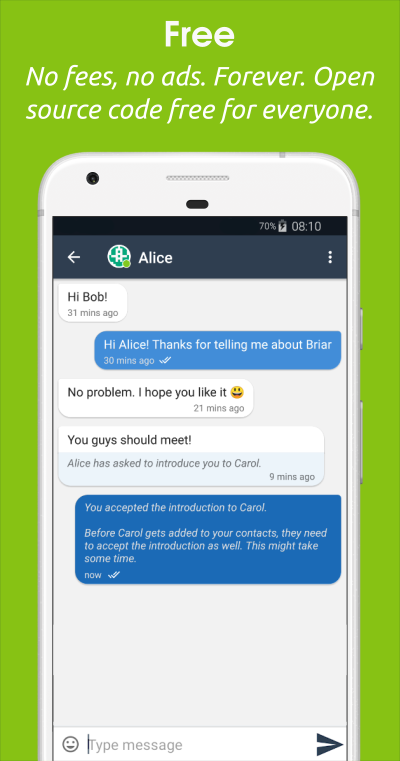 Free
No fees, no ads. Forever. Open
source code free for everyone.
70% 08:10
Alice
Hi Bob!
31 mins ago
Hi Alice! Thanks for telling me about Briar
30 mins ago
No problem. I hope you like it 😃
21 mins ago
You guys should meet!
Alice has asked to introduce you to Carol.
9 mins ago
You accepted the introduction to Carol.
Before Carol gets added to your contacts, they need
to accept the introduction as well. This might take
some time.
now
Type message